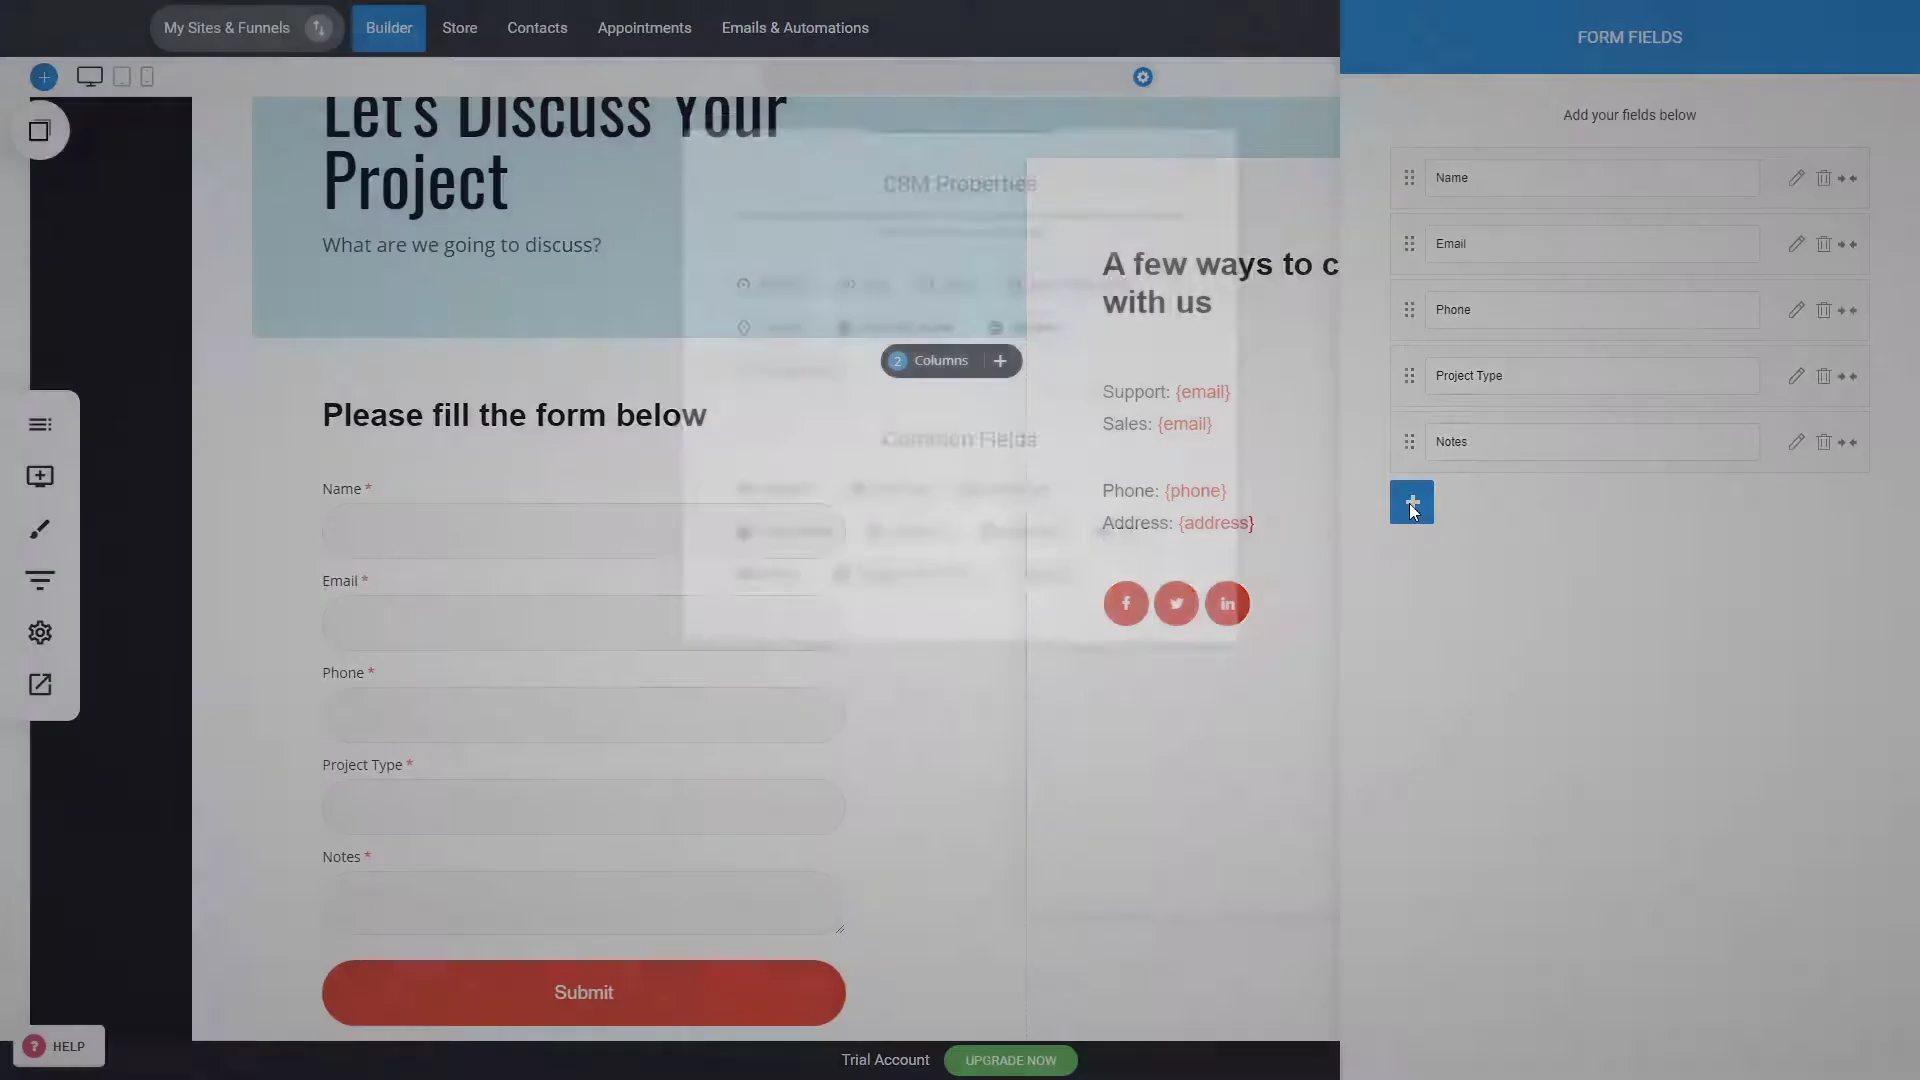 My Sites & Funnels
Builder
Store
Contacts
Appointments
Emails & Automations
FORM FIELDS
Add your fields below
Name
Email
Phone
Project Type
Notes
Let's Discuss Your
Project
What are we going to discuss?
CRM Properties
2 Columns
Common Fields
A few ways to c
with us
Support: {email}
Sales: {email}
Phone: {phone}
Address: {address}
Please fill the form below
Name *
Email *
Phone *
Project Type *
Notes *
Submit
? HELP
Trial Account
UPGRADE NOW